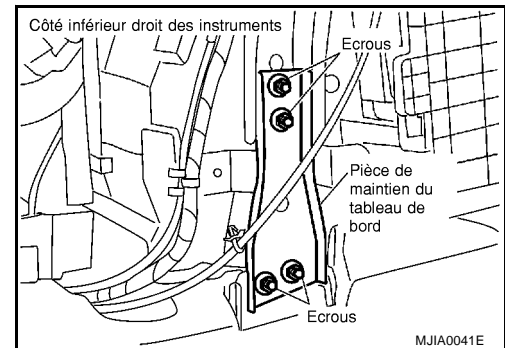 Côté inférieur droit des instruments
Ecrous
Pièce de
maintien du
tableau de
bord
Ecrous
MJIA0041E